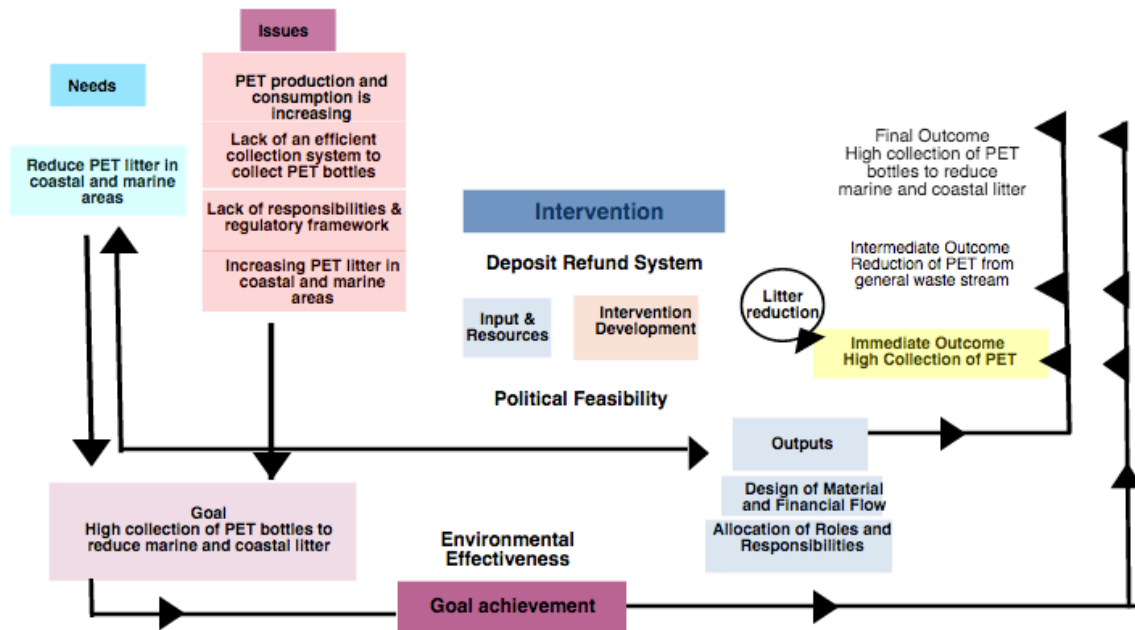 Issues
Needs
PET production and
consumption is
increasing
Lack of an efficient
collection system to
collect PET bottles
Reduce PET litter in
coastal and marine
areas
Lack of responsibilities &
regulatory framework
Increasing PET litter in
coastal and marine
areas
Intervention
Deposit Refund System
Input &
Resources
Intervention
Development
Political Feasibility
Final Outcome
High collection of PET
bottles to reduce
marine and coastal litter
Intermediate Outcome
Reduction of PET from
general waste stream
Litter
reduction
Immediate Outcome
High Collection of PET
Outputs
Design of Material
and Financial Flow
Allocation of Roles and
Responsibilities
Goal
High collection of PET bottles to
reduce marine and coastal litter
Environmental
Effectiveness
Goal achievement